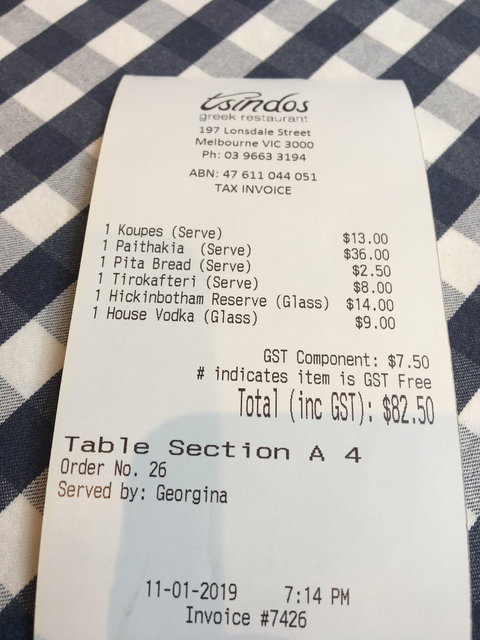 tsindos
greek restaurant
197 Lonsdale Street
Melbourne VIC 3000
Ph: 03 9663 3194
ABN: 47 611 044 051
TAX INVOICE
1 Koupes (Serve) $13.00
1 Paithakia (Serve) $36.00
1 Pita Bread (Serve) $2.50
1 Tirokafteri (Serve) $8.00
1 Hickinbotham Reserve (Glass) $14.00
1 House Vodka (Glass) $9.00
GST Component: $7.50
# indicates item is GST Free
Total (inc GST): $82.50
Table Section A 4
Order No. 26
Served by: Georgina
11-01-2019 7:14 PM
Invoice #7426